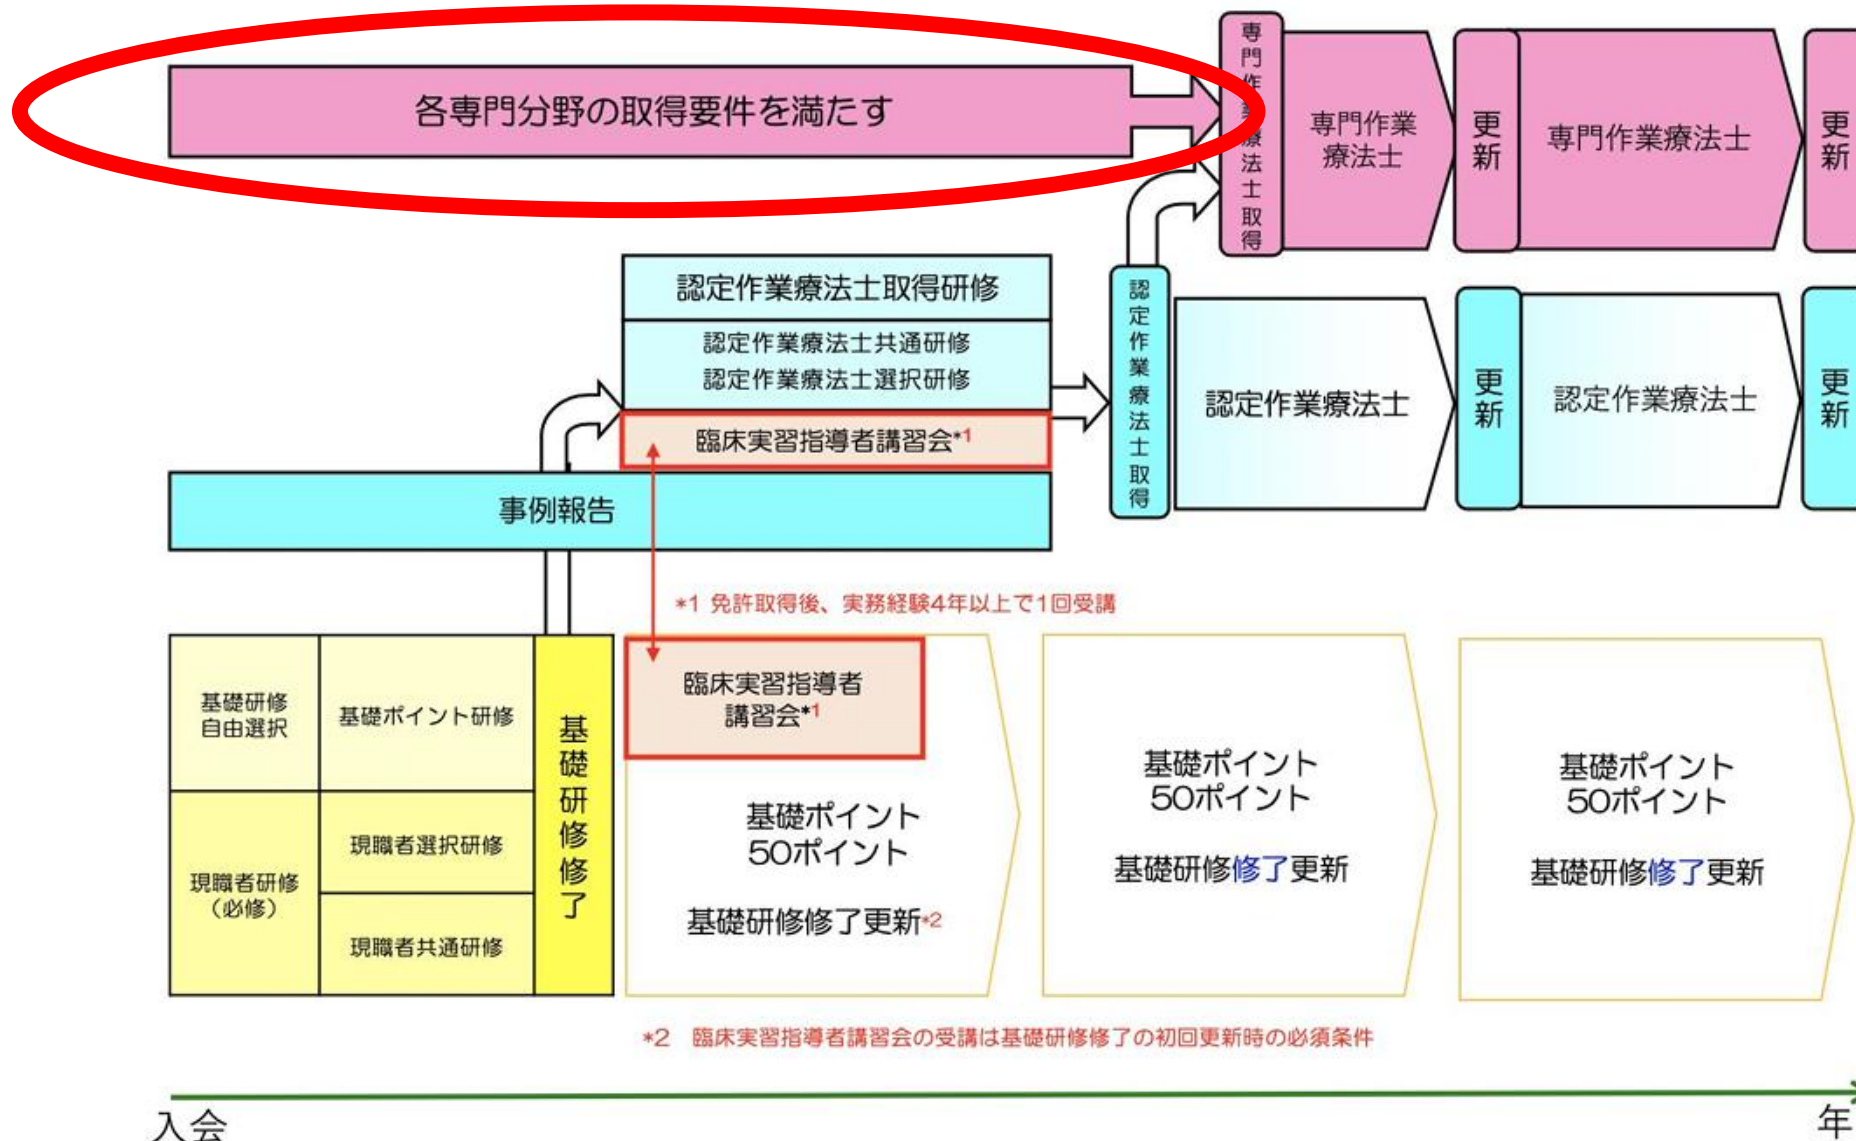 各専門分野の取得要件を満たす
専門作業療法士取得
専門作業
療法士
更新
専門作業療法士
更新
認定作業療法士取得研修
認定作業療法士共通研修
認定作業療法士選択研修
臨床実習指導者講習会*1
認定作業療法士取得
認定作業療法士
更新
認定作業療法士
更新
事例報告
*1 免許取得後、実務経験4年以上で1回受講
基礎研修
自由選択
基礎ポイント研修
現職者研修
（必修）
現職者選択研修
現職者共通研修
基礎研修修了
臨床実習指導者
講習会*1
基礎ポイント
50ポイント
基礎研修修了更新*2
基礎ポイント
50ポイント
基礎研修修了更新
基礎ポイント
50ポイント
基礎研修修了更新
*2 臨床実習指導者講習会の受講は基礎研修修了の初回更新時の必須条件
入会
年